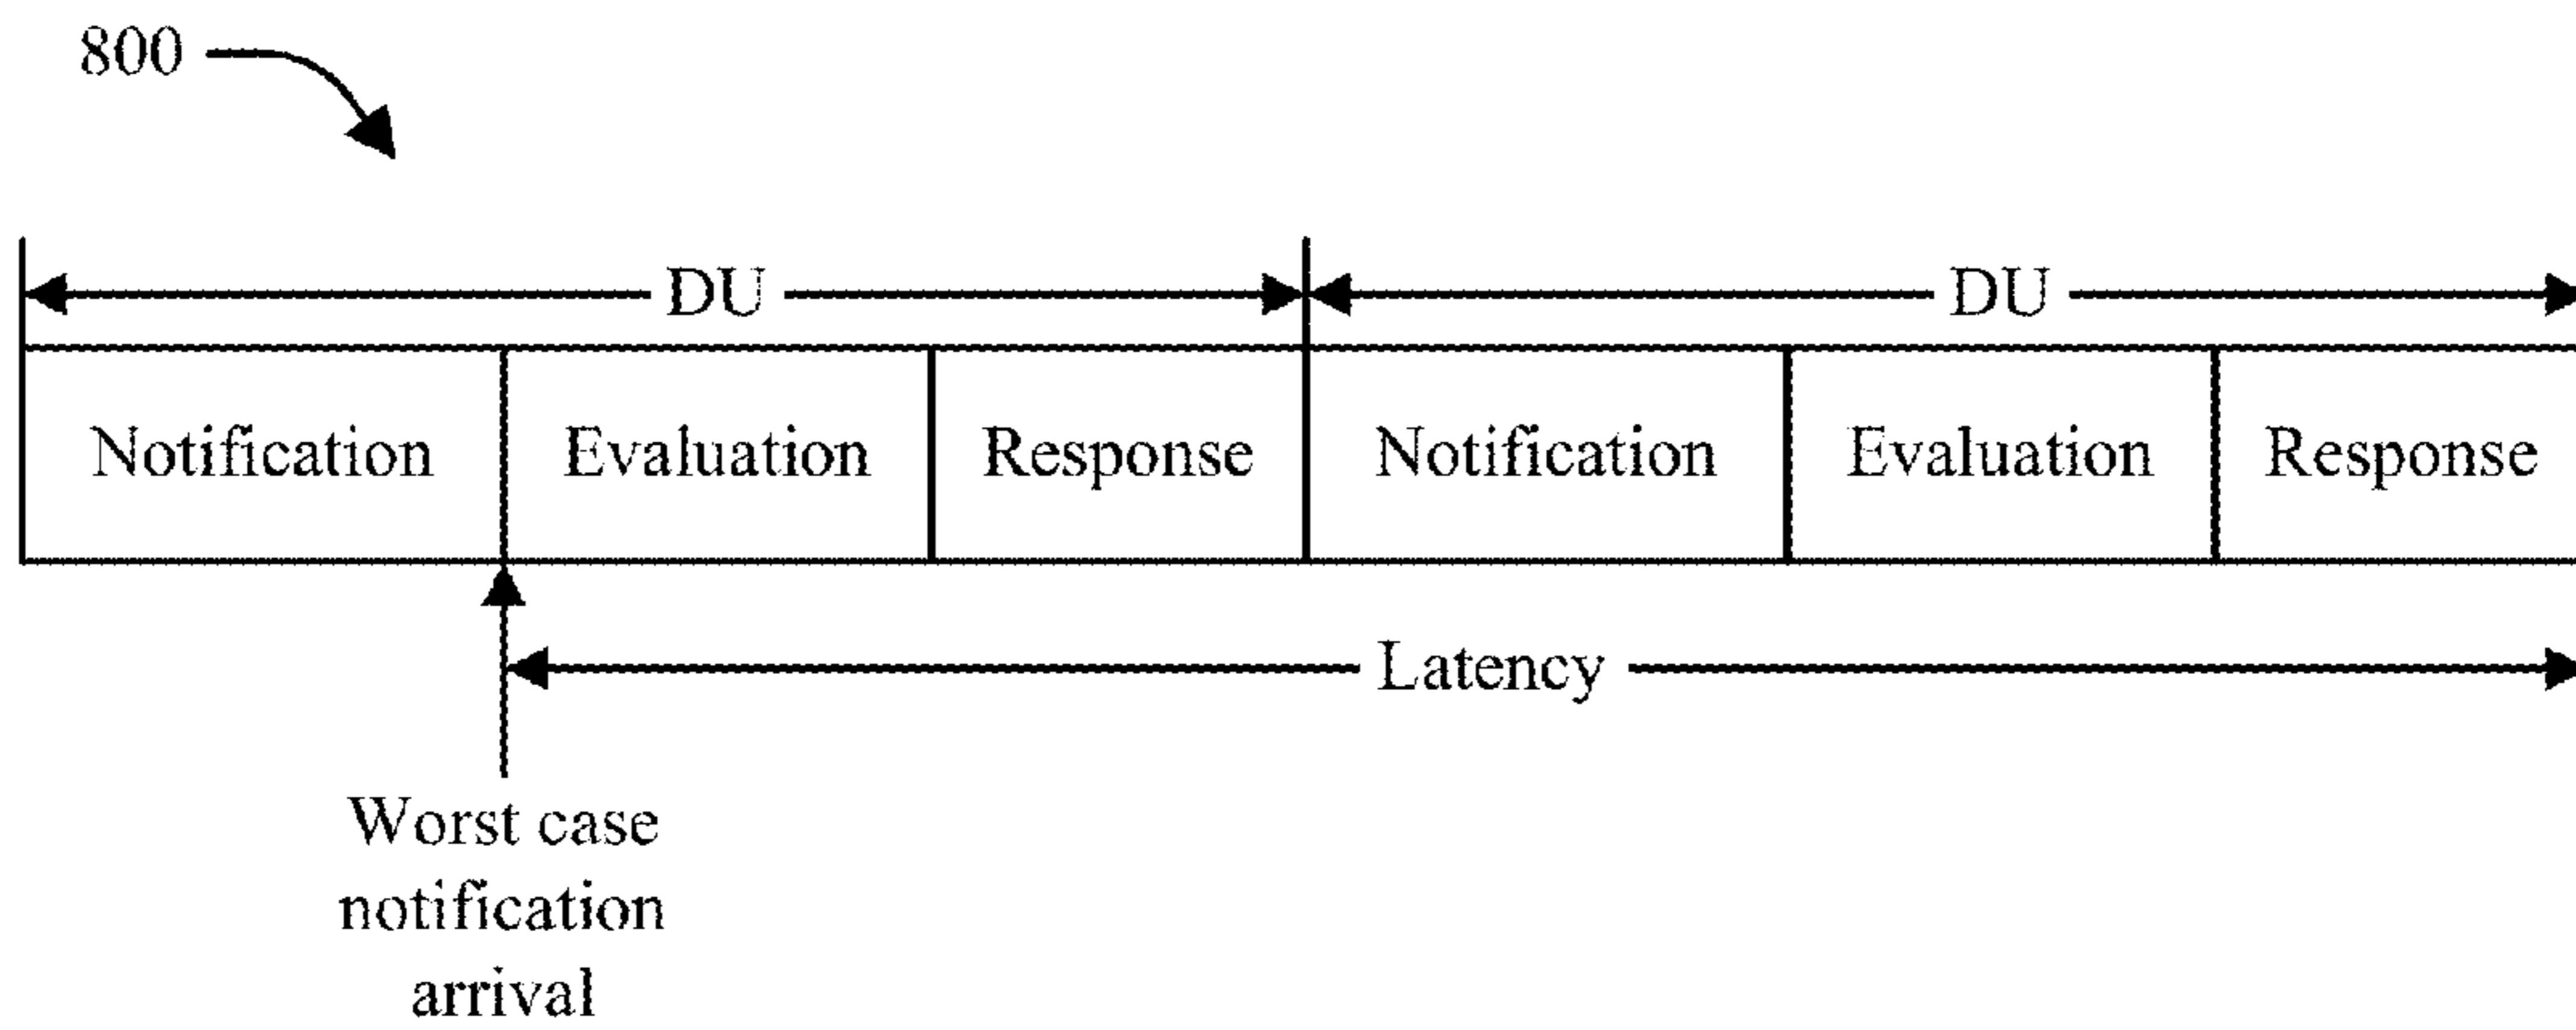 800
DU DU
Notification Evaluation Response Notification Evaluation Response
Latency
Worst case
notification
arrival